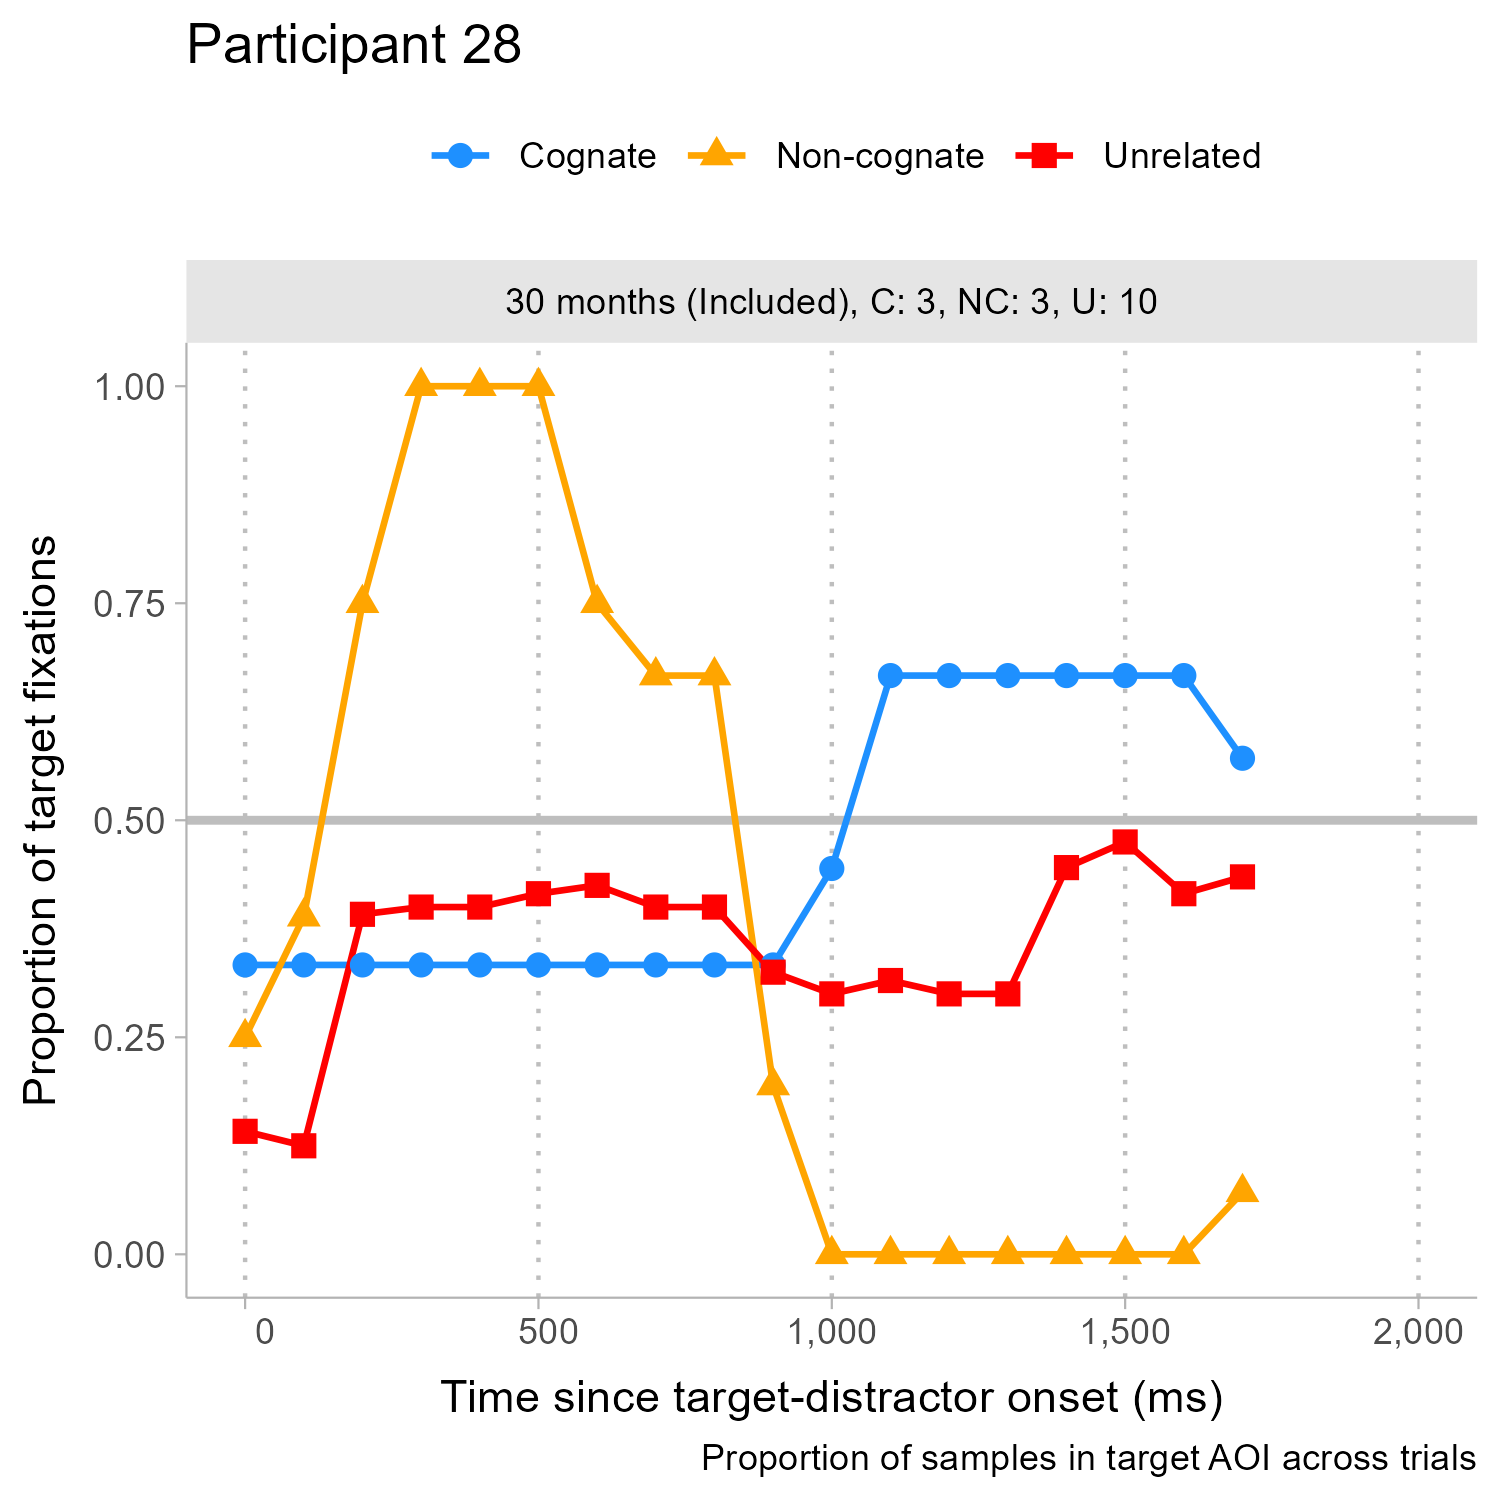 Participant 28
Cognate Non-cognate Unrelated
30 months (Included), C: 3, NC: 3, U: 10
1.00
0.75
0.50
0.25
0.00
Proportion of target fixations
0 500 1,000 1,500 2,000
Time since target-distractor onset (ms)
Proportion of samples in target AOI across trials